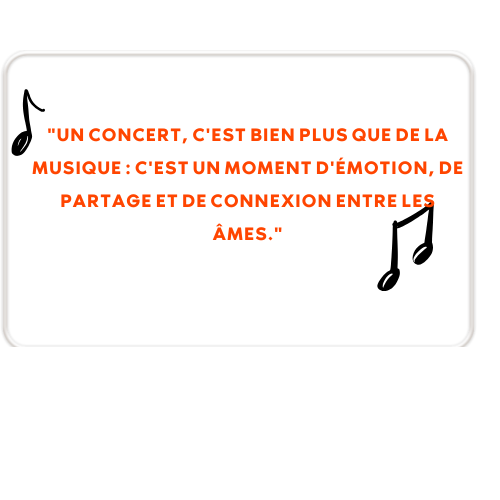 "UN CONCERT, C'EST BIEN PLUS QUE DE LA
MUSIQUE : C'EST UN MOMENT D'ÉMOTION, DE
PARTAGE ET DE CONNEXION ENTRE LES
ÂMES."